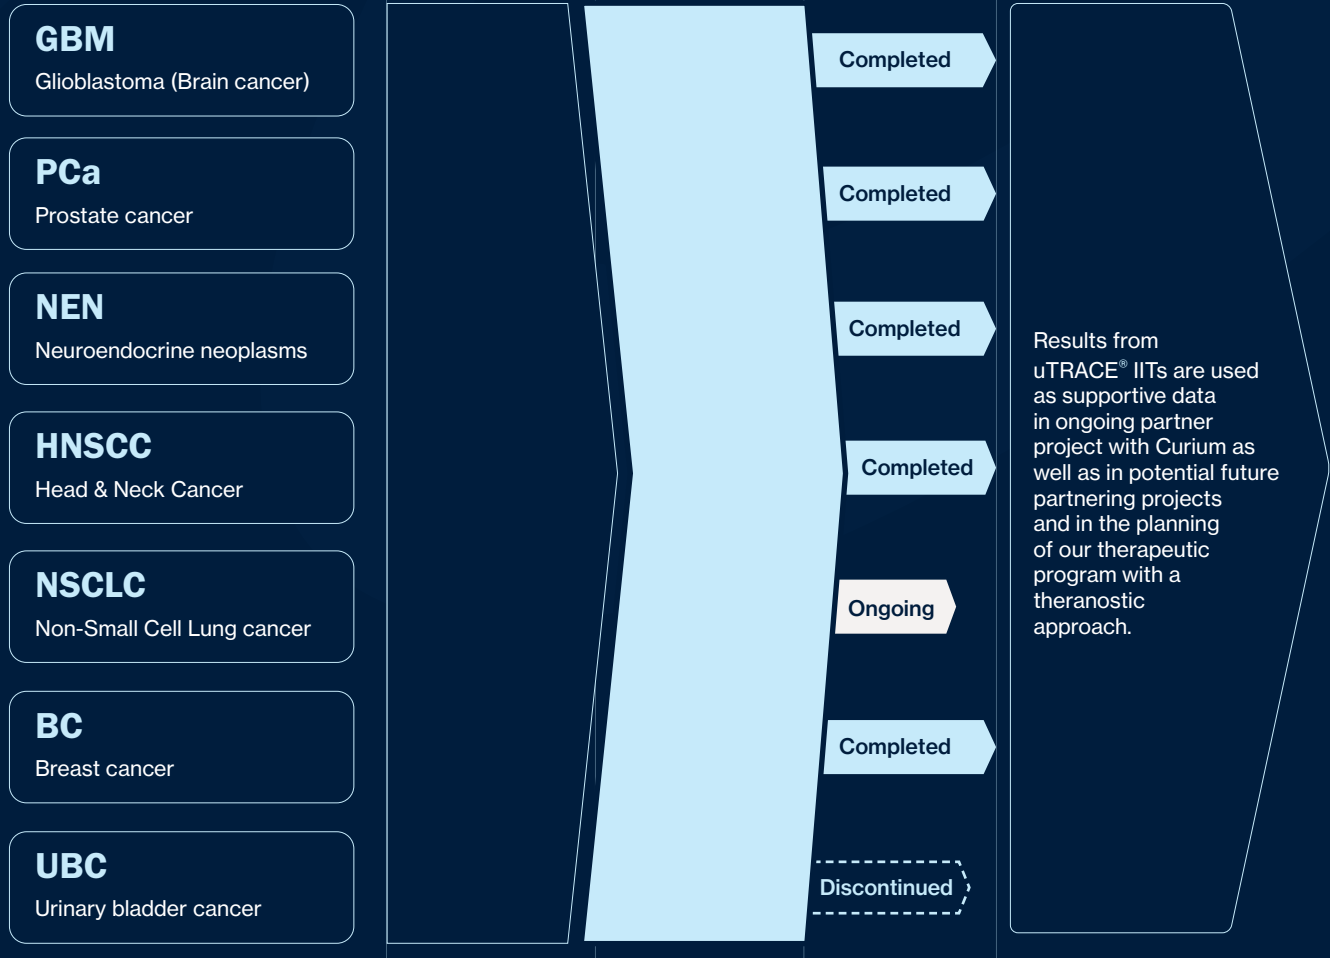 GBM
Glioblastoma (Brain cancer)
Completed
PCa
Prostate cancer
Completed
NEN
Neuroendocrine neoplasms
Completed
HNSCC
Head & Neck Cancer
Completed
NSCLC
Non-Small Cell Lung cancer
Ongoing
BC
Breast cancer
Completed
UBC
Urinary bladder cancer
Discontinued
Results from
uTRACE® IITs are used
as supportive data
in ongoing partner
project with Curium as
well as in potential future
partnering projects
and in the planning
of our therapeutic
program with a
theranostic
approach.